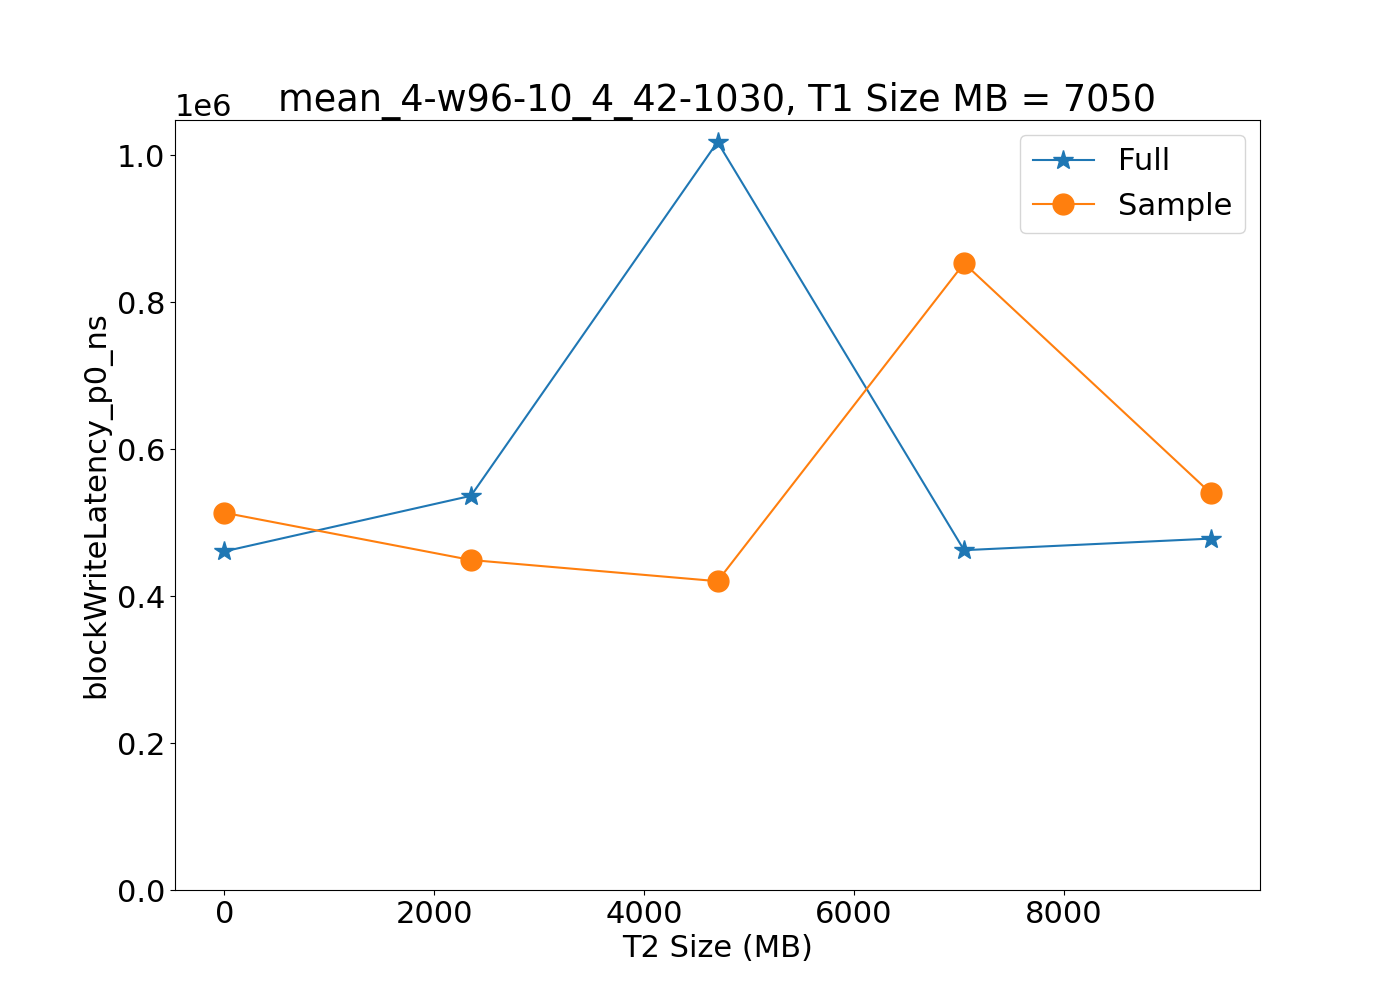 mean_4-w96-10_4_42-1030, T1 Size MB = 7050
1e6
1.0
0.8
0.6
0.4
0.2
0.0
blockWriteLatency_p0_ns
Full
Sample
0 2000 4000 6000 8000
T2 Size (MB)